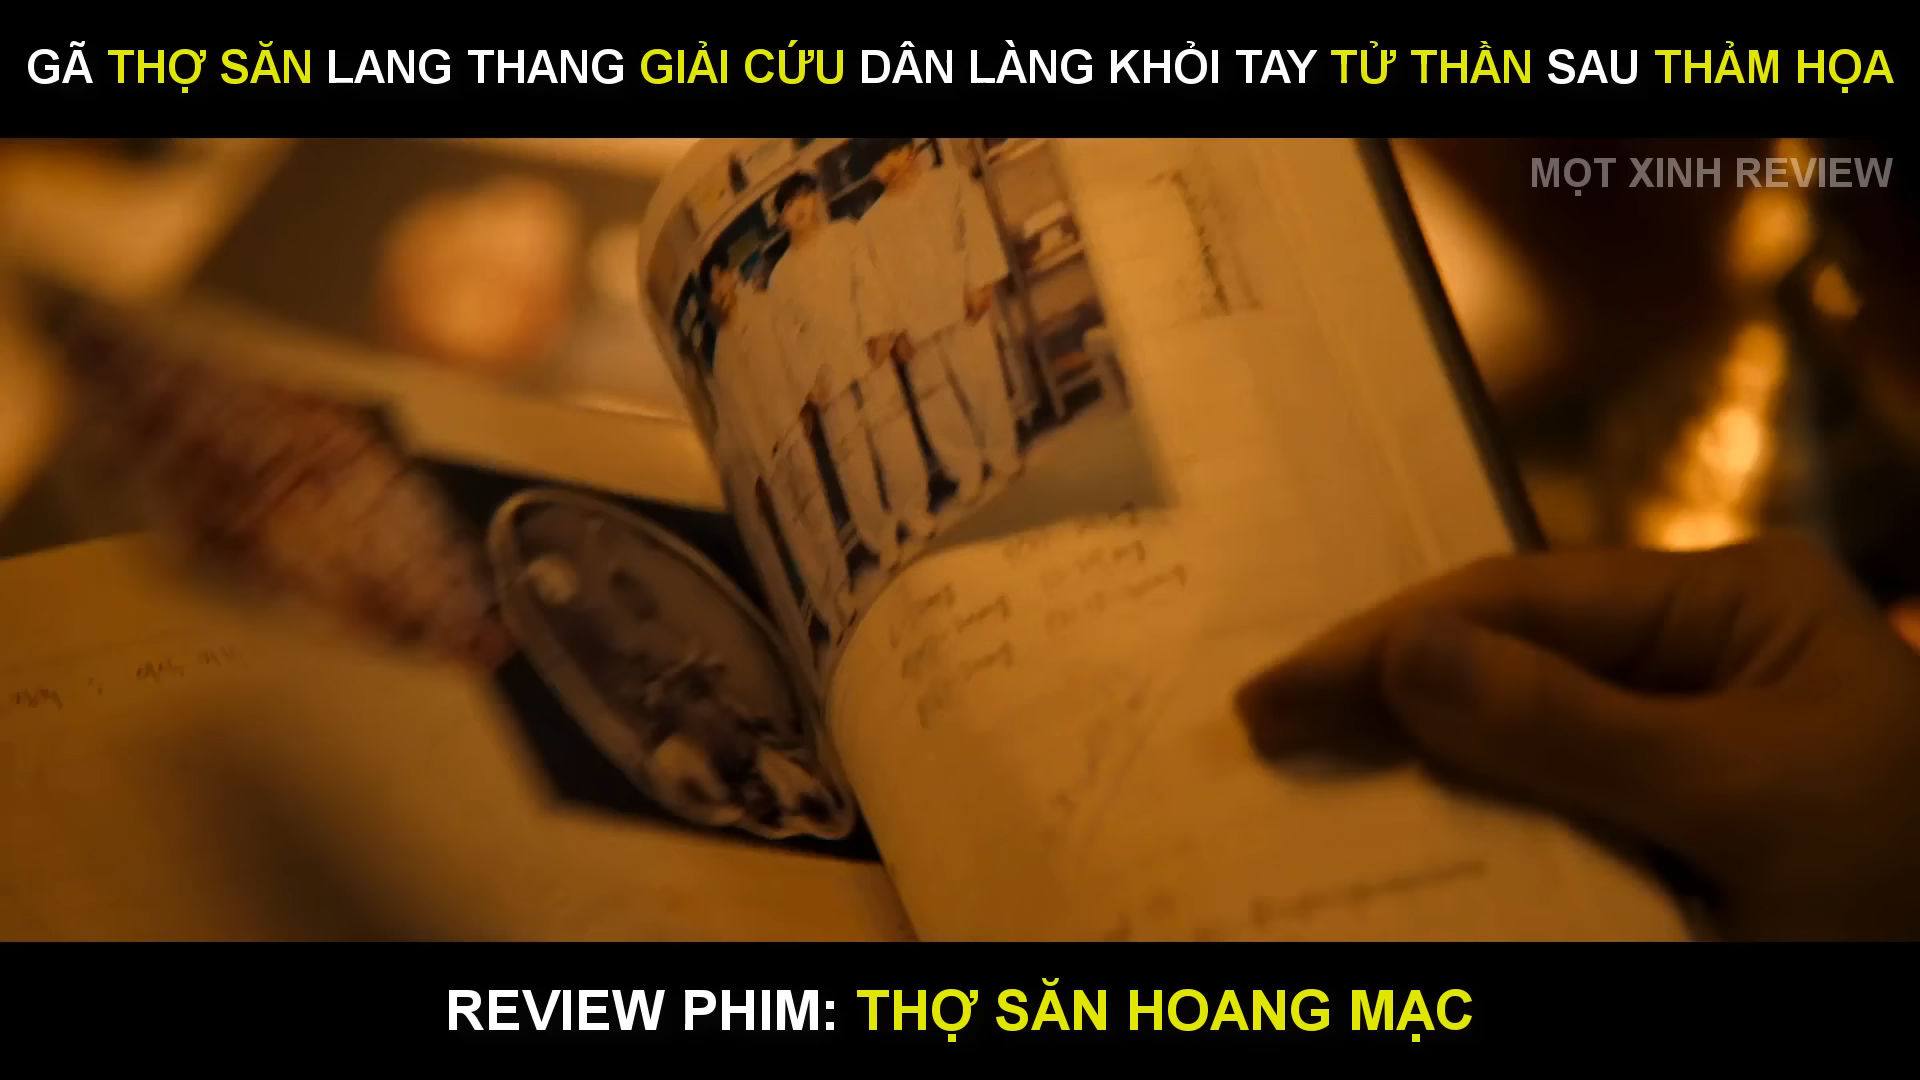 GÃ THỢ SĂN LANG THANG GIẢI CỨU DÂN LÀNG KHỎI TAY TỬ THẦN SAU THẢM HỌA
MỌT XINH REVIEW
REVIEW PHIM: THỢ SĂN HOANG MẠC